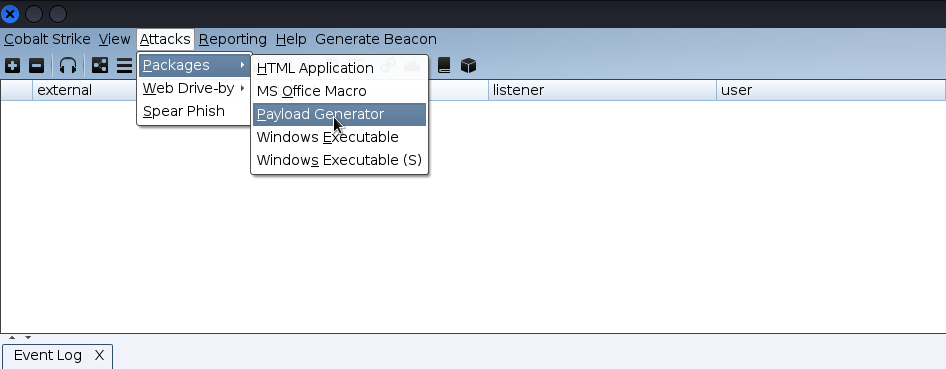 Cobalt Strike View Attacks Reporting Help Generate Beacon
Packages
HTML Application
Web Drive-by
MS Office Macro
Spear Phish
Payload Generator
Windows Executable
Windows Executable (S)
external listener user
Event Log X